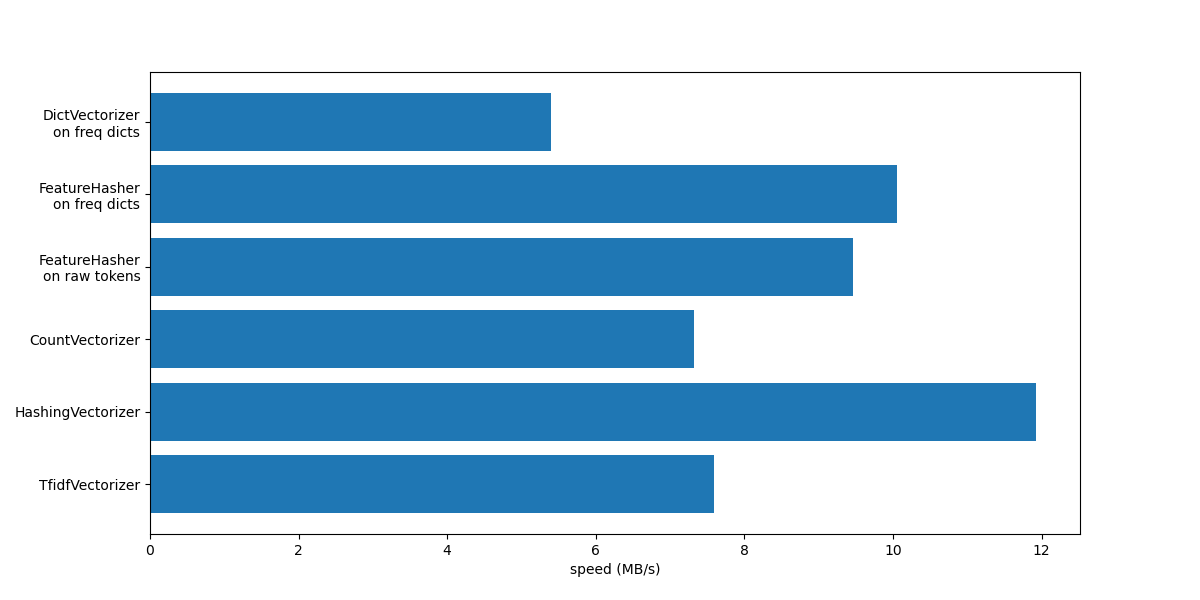 DictVectorizer
on freq dicts
FeatureHasher
on freq dicts
FeatureHasher
on raw tokens
CountVectorizer
HashingVectorizer
TfidfVectorizer
0 2 4 6 8 10 12
speed (MB/s)